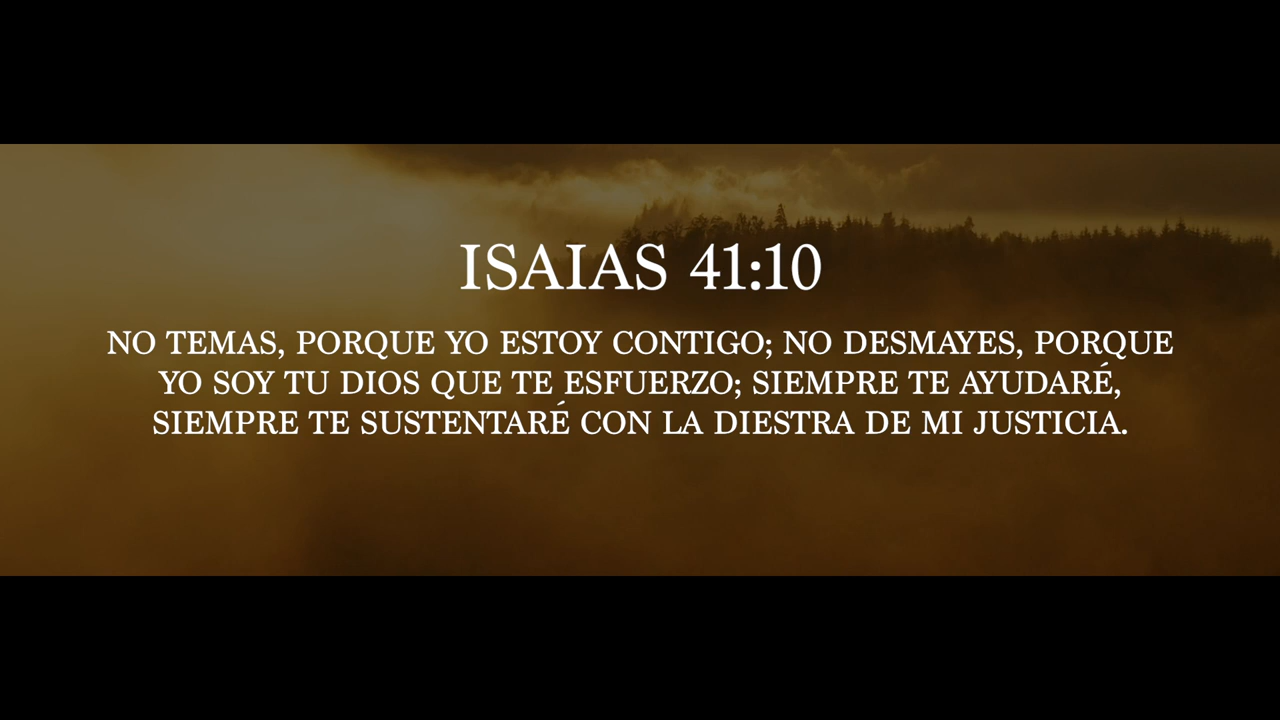 ISAIAS 41:10
NO TEMAS, PORQUE YO ESTOY CONTIGO; NO DESMAYES, PORQUE
YO SOY TU DIOS QUE TE ESFUERZO; SIEMPRE TE AYUDARÉ,
SIEMPRE TE SUSTENTARÉ CON LA DIESTRA DE MI JUSTICIA.